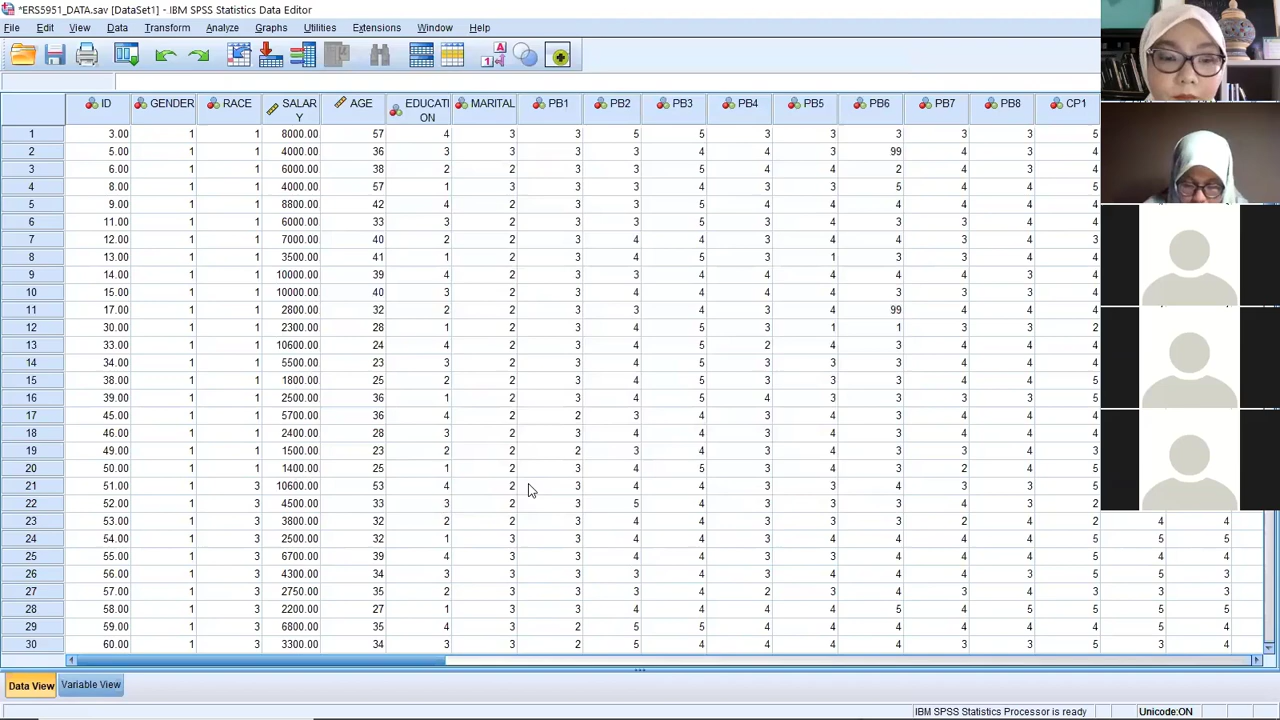 *ERS5951_DATA.sav [DataSet1] - IBM SPSS Statistics Data Editor
File Edit View Data Transform Analyze Graphs Utilities Extensions Window Help
ID GENDER RACE SALAR Y AGE EDUCATI ON MARITAL PB1 PB2 PB3 PB4 PB5 PB6 PB7 PB8 CP1
1 3.00 1 1 8000.00 57 4 3 3 5 5 3 3 3 3 3 5
2 5.00 1 1 4000.00 36 3 3 3 3 4 4 3 99 4 3 4
3 6.00 1 1 6000.00 38 2 2 3 3 5 4 4 2 4 4 4
4 8.00 1 1 4000.00 57 1 3 3 3 4 3 3 5 4 4 5
5 9.00 1 1 8800.00 42 4 2 3 3 5 4 4 4 4 4 4
6 11.00 1 1 6000.00 33 3 2 3 4 5 3 4 3 3 4 4
7 12.00 1 1 7000.00 40 2 2 3 4 4 3 4 4 3 4 3
8 13.00 1 1 3500.00 41 1 2 3 4 5 3 1 3 3 4 4
9 14.00 1 1 10000.00 39 4 2 3 4 4 4 4 4 4 3 4
10 15.00 1 1 10000.00 40 3 2 3 4 4 4 4 3 3 3 4
11 17.00 1 1 2800.00 32 2 2 3 3 4 3 4 99 4 4 4
12 30.00 1 1 2300.00 28 1 2 3 4 5 3 1 1 3 3 2
13 33.00 1 1 10600.00 24 4 2 3 4 5 2 4 3 4 4 4
14 34.00 1 1 5500.00 23 3 2 3 4 5 3 3 3 4 4 4
15 38.00 1 1 1800.00 25 2 2 3 4 5 3 3 3 4 4 5
16 39.00 1 1 2500.00 36 1 2 3 4 5 4 3 3 3 3 5
17 45.00 1 1 5700.00 36 4 2 2 3 4 3 4 3 4 4 4
18 46.00 1 1 2400.00 28 3 2 3 4 4 3 4 3 4 3 4
19 49.00 1 1 1500.00 23 2 2 2 3 4 3 4 3 4 4 4
20 50.00 1 1 1400.00 25 1 2 3 4 5 3 4 3 2 4 5
21 51.00 1 3 10600.00 53 4 2 3 4 4 3 3 4 4 3 5
22 52.00 1 3 4500.00 33 3 2 3 5 4 3 4 3 3 4 2
23 53.00 1 3 3800.00 32 2 2 3 4 4 3 3 3 2 4 2 4 4
24 54.00 1 3 2500.00 32 1 3 3 4 4 3 4 4 3 4 5 5 5
25 55.00 1 3 6700.00 39 4 3 3 4 4 3 3 4 4 4 5 5 4
26 56.00 1 3 4300.00 34 3 3 3 4 4 3 4 4 4 3 5 5 3
27 57.00 1 3 2750.00 35 2 3 3 4 4 2 3 4 3 4 3 3 3
28 58.00 1 3 2200.00 27 1 3 3 4 4 3 4 5 4 4 5 5 5
29 59.00 1 3 6800.00 35 4 3 2 5 5 4 4 4 4 4 5 5 4
30 60.00 1 3 3300.00 34 3 3 2 5 4 4 4 4 3 3 5 3 4
Data View Variable View
IBM SPSS Statistics Processor is ready Unicode:ON